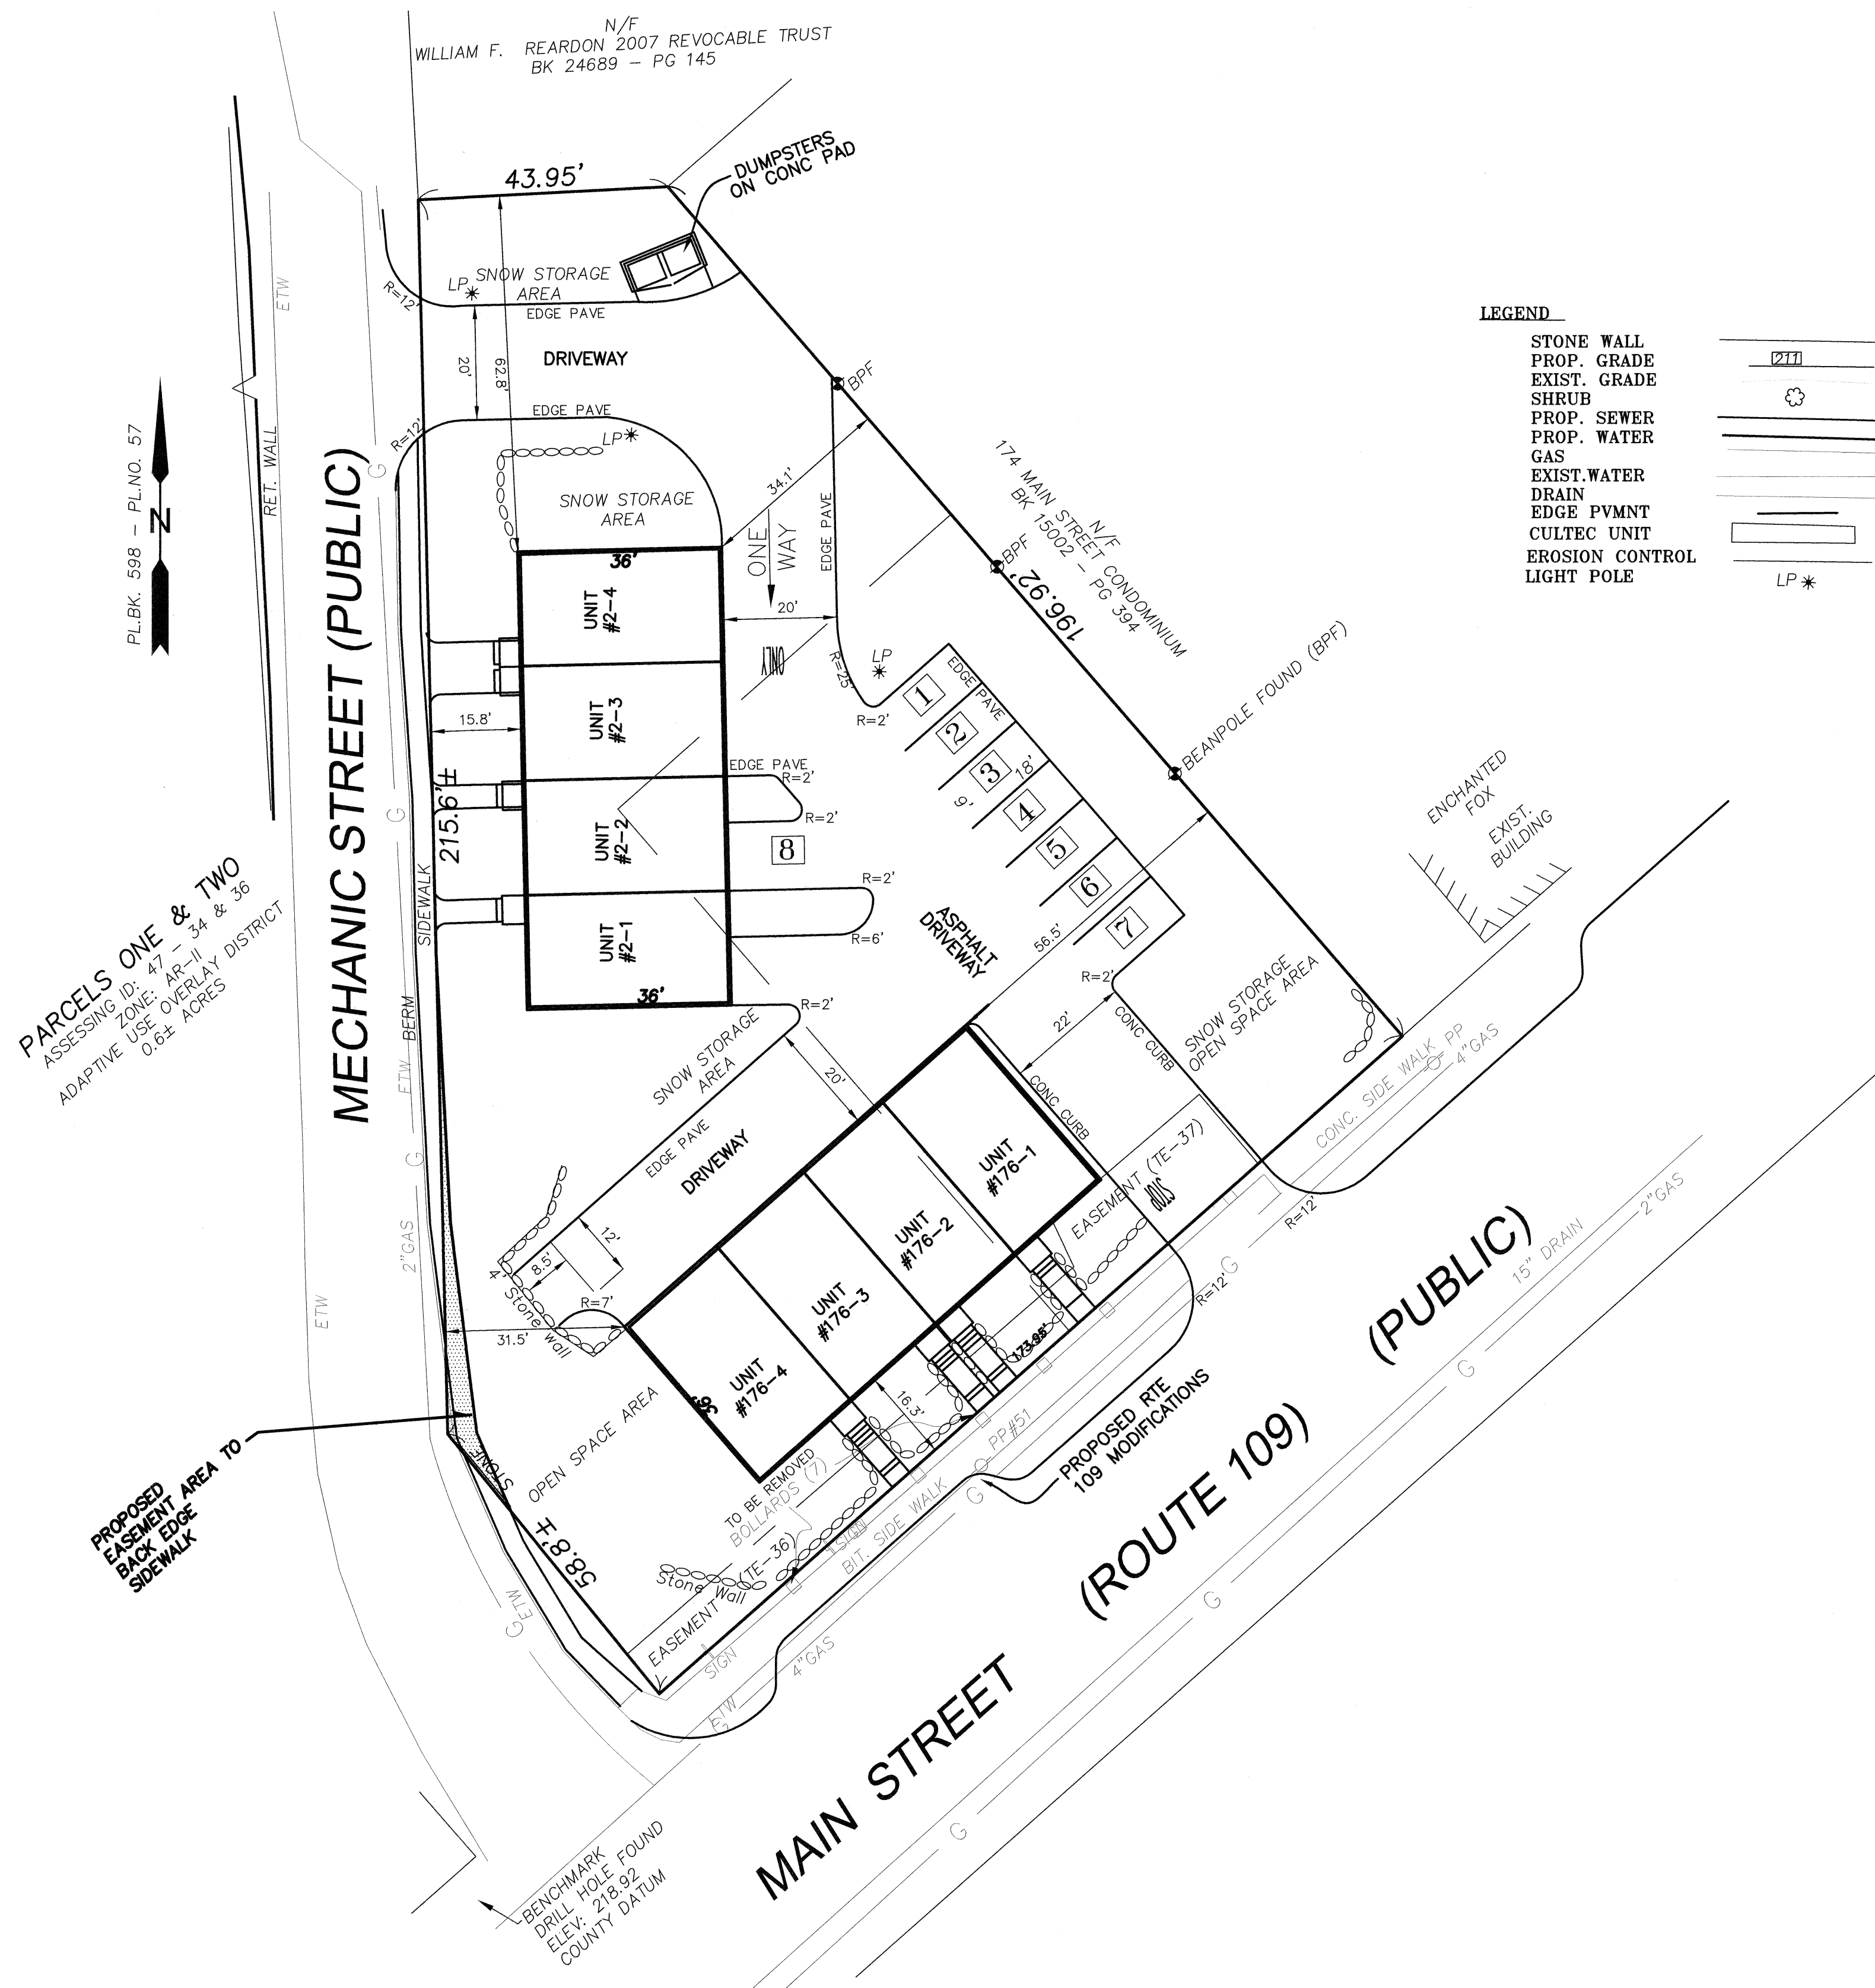 N/F
WILLIAM F. REARDON 2007 REVOCABLE TRUST
BK 24689 - PG 145
43.95'
DUMPSTERS
ON CONC PAD
SNOW STORAGE
AREA
LP
R=12'
EDGE PAVE
20'
62.8'
DRIVEWAY
EDGE PAVE
R=12'
LP
BPF
ETW
RET. WALL
PL.BK. 598 - PL.NO. 57
N
G
MECHANIC STREET (PUBLIC)
SNOW STORAGE
AREA
34.1'
EDGE PAVE
ONE
WAY
ONLY
20'
36'
UNIT
#2-4
UNIT
#2-3
UNIT
#2-2
UNIT
#2-1
36'
15.8'
215.6'±
SIDEWALK
G
BERM
ETW
G
2"GAS
ETW
EDGE PAVE
R=2'
R=2'
8
R=2'
R=6'
R=2'
R=25'
LP
R=2'
N/F
174 MAIN STREET CONDOMINIUM
BK 15002 - PG 394
BPF
196.92'
BEANPOLE FOUND (BPF)
EDGE PAVE
1
2
3
4
5
6
7
18'
9'
ENCHANTED
FOX
EXIST.
BUILDING
ASPHALT
DRIVEWAY
56.5'
R=2'
22'
CONC CURB
CONC CURB
SNOW STORAGE
OPEN SPACE AREA
CONC. SIDE WALK
PP
4"GAS
LEGEND
STONE WALL
PROP. GRADE 211
EXIST. GRADE
SHRUB
PROP. SEWER
PROP. WATER
GAS
EXIST.WATER
DRAIN
EDGE PVMNT
CULTEC UNIT
EROSION CONTROL
LIGHT POLE LP
PARCELS ONE & TWO
ASSESSING ID: 47 - 34 & 36
ZONE: AR-II
ADAPTIVE USE OVERLAY DISTRICT
0.6± ACRES
SNOW STORAGE
AREA
20'
EDGE PAVE
DRIVEWAY
12'
8.5'
4' Stone wall
R=7'
31.5'
UNIT
#176-1
UNIT
#176-2
UNIT
#176-3
UNIT
#176-4
36'
EASEMENT (TE-37)
STOP
R=12'
R=12'
G
173.95'
16.3'
PP#51
PROPOSED RTE
109 MODIFICATIONS
OPEN SPACE AREA
STONE
58.8'±
TO BE REMOVED
BOLLARDS (7)
SIGN
BIT. SIDE WALK
G
Stone Wall
EASEMENT (TE-36)
SIGN
4"GAS
ETW
G
ETW
G
PROPOSED
EASEMENT AREA TO
BACK EDGE
SIDEWALK
MAIN STREET (ROUTE 109) (PUBLIC)
G
G
G
15" DRAIN
2"GAS
BENCHMARK
DRILL HOLE FOUND
ELEV: 218.92
COUNTY DATUM